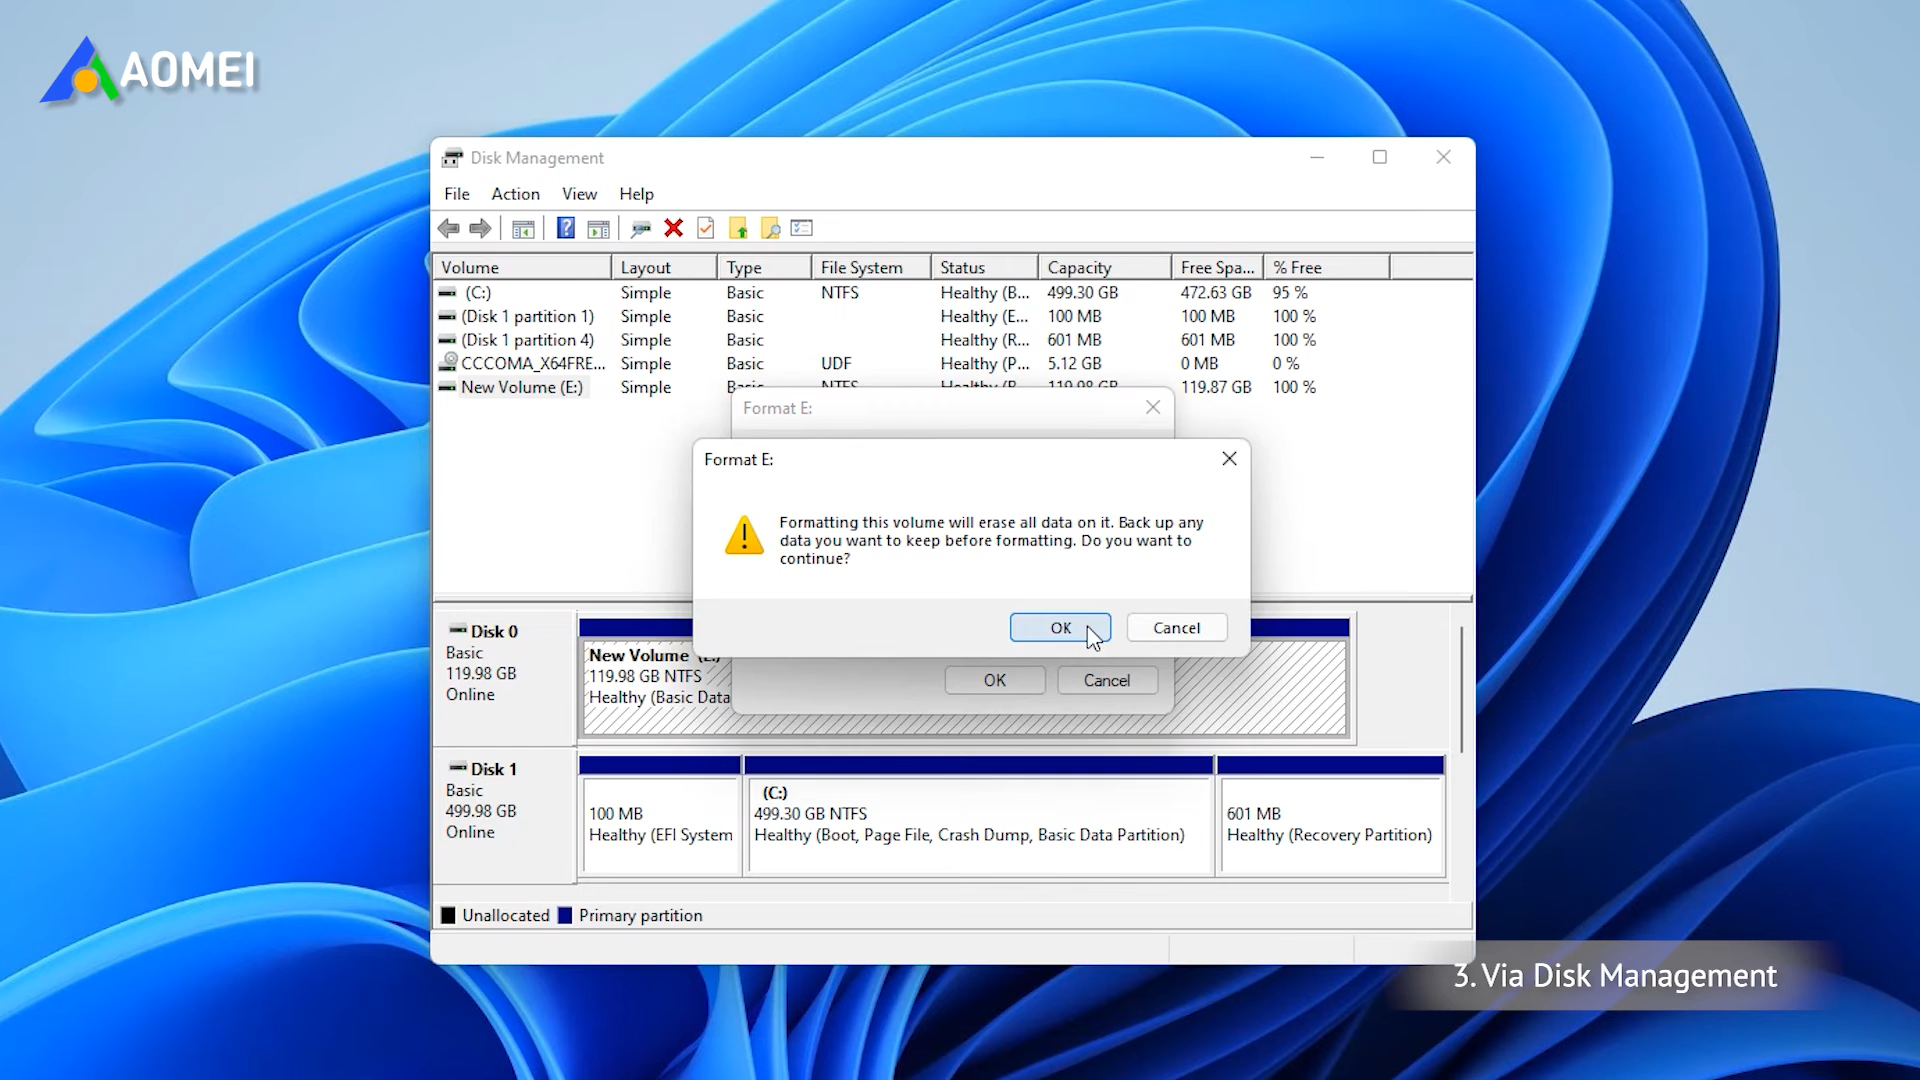 AOMEI
Disk Management
File Action View Help
Volume Layout Type File System Status Capacity Free Spa... % Free
(C:) Simple Basic NTFS Healthy (B... 499.30 GB 472.63 GB 95 %
(Disk 1 partition 1) Simple Basic Healthy (E... 100 MB 100 MB 100 %
(Disk 1 partition 4) Simple Basic Healthy (R... 601 MB 601 MB 100 %
CCCOMA_X64FRE... Simple Basic UDF Healthy (P... 5.12 GB 0 MB 0 %
New Volume (E:) Simple Basic NTFS Healthy (B... 119.98 GB 119.87 GB 100 %
Format E:
Format E:
Formatting this volume will erase all data on it. Back up any
data you want to keep before formatting. Do you want to
continue?
OK Cancel
OK Cancel
Disk 0
Basic
119.98 GB
Online
New Volume (E:)
119.98 GB NTFS
Healthy (Basic Data
Disk 1
Basic
499.98 GB
Online
100 MB
Healthy (EFI System
(C:)
499.30 GB NTFS
Healthy (Boot, Page File, Crash Dump, Basic Data Partition)
601 MB
Healthy (Recovery Partition)
Unallocated Primary partition
3. Via Disk Management